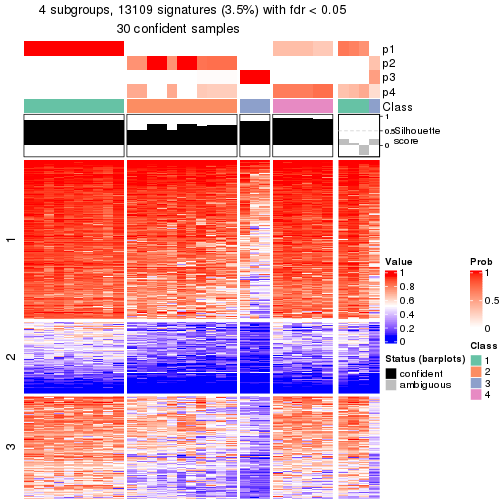 4 subgroups, 13109 signatures (3.5%) with fdr < 0.05
30 confident samples
p1
p2
p3
p4
Class
1
0.5
0
Silhouette
score
1
2
3
Value
1
0.8
0.6
0.4
0.2
0
Status (barplots)
confident
ambiguous
Prob
1
0.5
0
Class
1
2
3
4